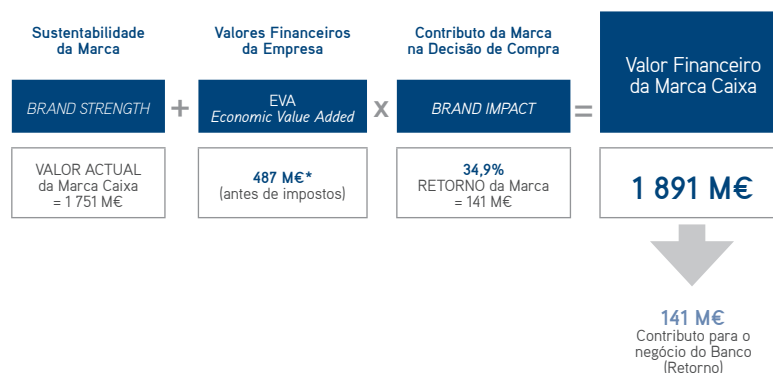 Sustentabilidade
da Marca
Valores Financeiros
da Empresa
Contributo da Marca
na Decisão de Compra
BRAND STRENGTH
+
EVA
Economic Value Added
X
BRAND IMPACT
=
Valor Financeiro
da Marca Caixa
VALOR ACTUAL
da Marca Caixa
= 1 751 M€
487 M€*
(antes de impostos)
34,9%
RETORNO da Marca
= 141 M€
1 891 M€
141 M€
Contributo para o
negócio do Banco
(Retorno)